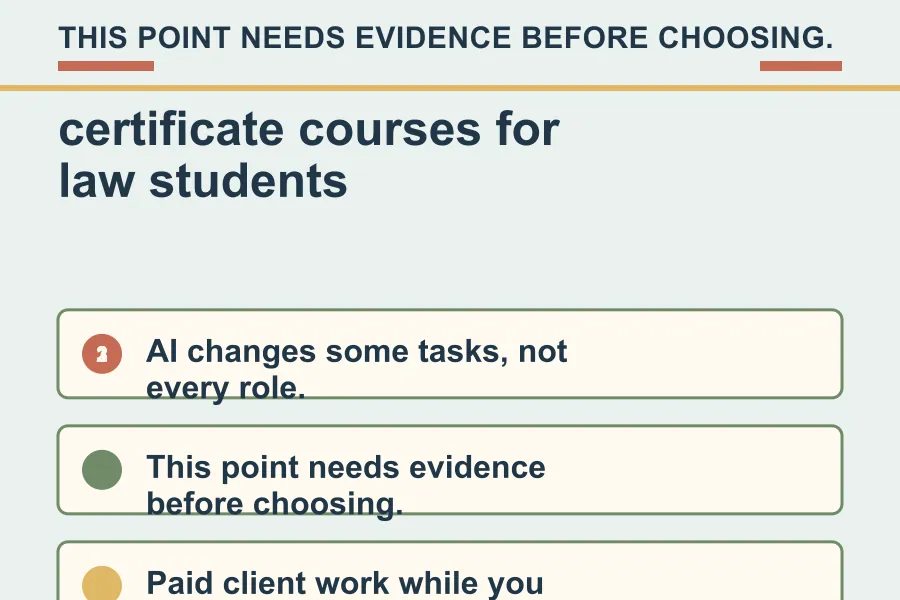 THIS POINT NEEDS EVIDENCE BEFORE CHOOSING.
certificate courses for
law students
AI changes some tasks, not
every role.
This point needs evidence
before choosing.
Paid client work while you